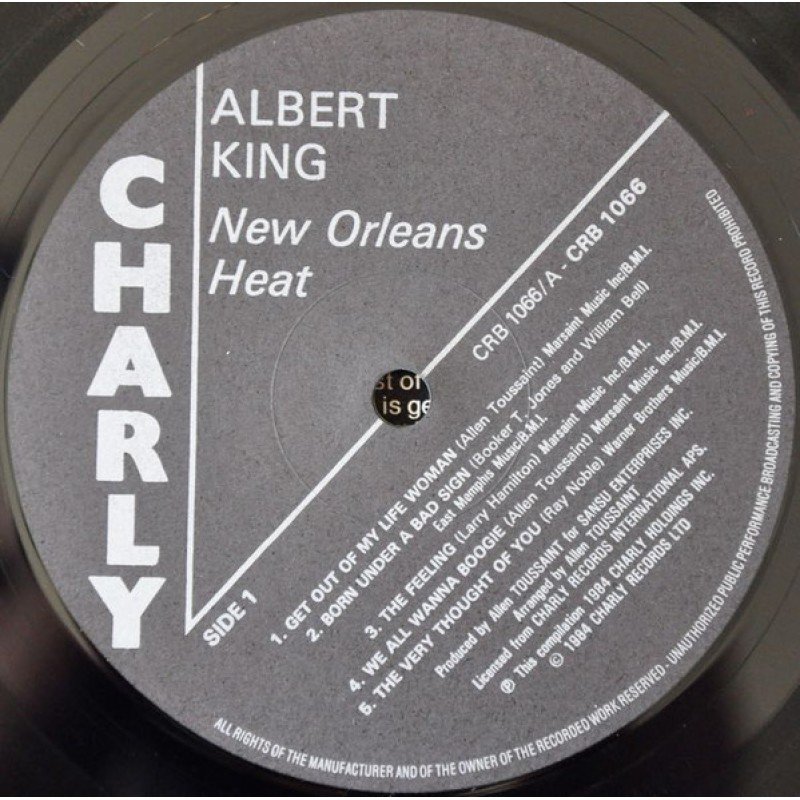 CHARLY
ALBERT
KING
New Orleans
Heat
CRB 1066/A - CRB 1066
SIDE 1
1. GET OUT OF MY LIFE WOMAN (Allen Toussaint) Marsaint Music Inc/B.M.I.
2. BORN UNDER A BAD SIGN (Booker T. Jones and William Bell)
East Memphis Music/B.M.I.
3. THE FEELING (Larry Hamilton) Marsaint Music Inc./B.M.I.
4. WE ALL WANNA BOOGIE (Allen Toussaint) Marsaint Music Inc./B.M.I.
5. THE VERY THOUGHT OF YOU (Ray Noble) Warner Brothers Music/B.M.I.
Produced by Allen TOUSSAINT for SANSU ENTERPRISES INC.
Arranged by Allen TOUSSAINT
Licensed from CHARLY RECORDS INTERNATIONAL APS.
℗ This compilation 1984 CHARLY HOLDINGS INC.
© 1984 CHARLY RECORDS LTD
ALL RIGHTS OF THE MANUFACTURER AND OF THE OWNER OF THE RECORDED WORK RESERVED - UNAUTHORIZED PUBLIC PERFORMANCE BROADCASTING AND COPYING OF THIS RECORD PROHIBITED
st of
is ge